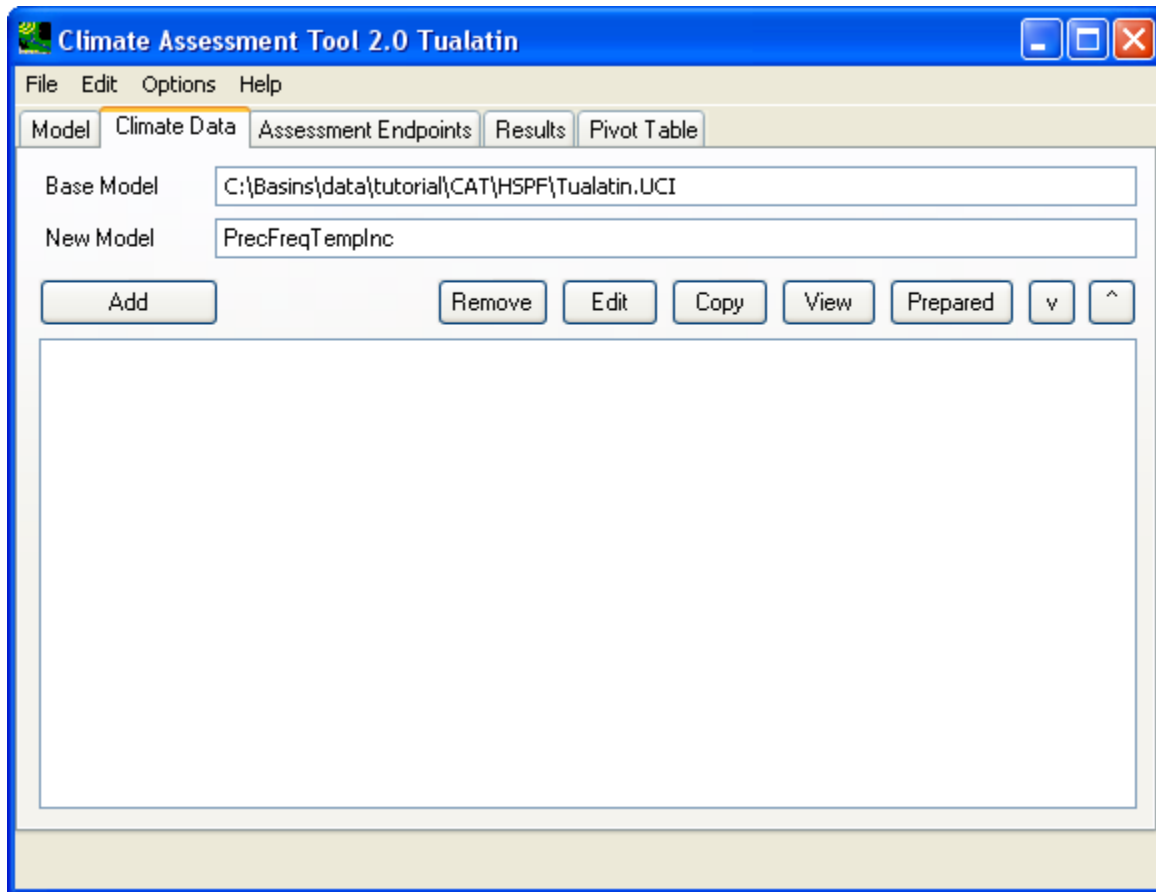 Climate Assessment Tool 2.0 Tualatin
File Edit Options Help
Model Climate Data Assessment Endpoints Results Pivot Table
Base Model C:\Basins\data\tutorial\CAT\HSPF\Tualatin.UCI
New Model PrecFreqTempInc
Add Remove Edit Copy View Prepared v ^